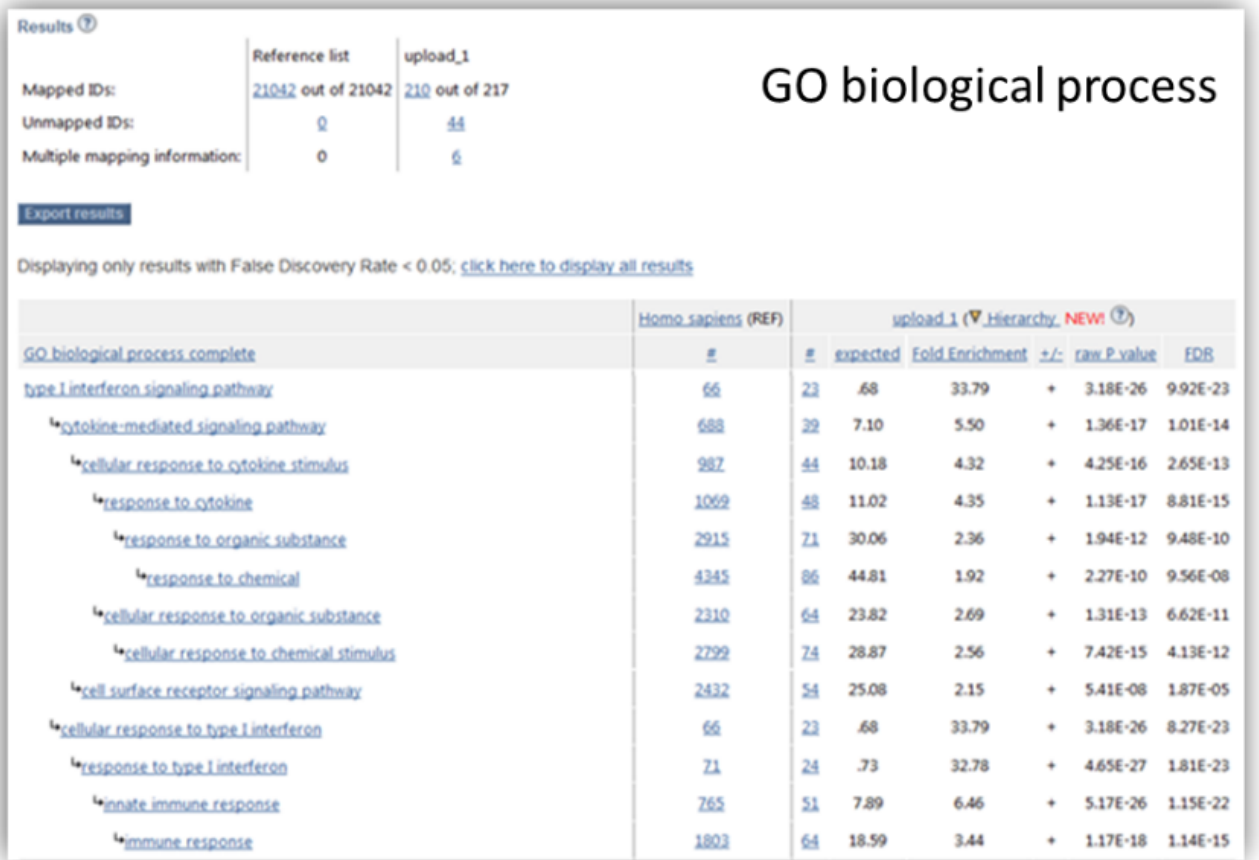 Results ?
GO biological process
Reference list upload_1
Mapped IDs: 21042 out of 21042 210 out of 217
Unmapped IDs: 0 44
Multiple mapping information: 0 6
Export results
Displaying only results with False Discovery Rate < 0.05; click here to display all results
Homo sapiens (REF) upload_1 (▼ Hierarchy NEW! ?)
GO biological process complete # # expected Fold Enrichment +/- raw P value FDR
type I interferon signaling pathway 66 23 .68 33.79 + 3.18E-26 9.92E-23
↳cytokine-mediated signaling pathway 688 39 7.10 5.50 + 1.36E-17 1.01E-14
↳cellular response to cytokine stimulus 987 44 10.18 4.32 + 4.25E-16 2.65E-13
↳response to cytokine 1069 48 11.02 4.35 + 1.13E-17 8.81E-15
↳response to organic substance 2915 71 30.06 2.36 + 1.94E-12 9.48E-10
↳response to chemical 4345 86 44.81 1.92 + 2.27E-10 9.56E-08
↳cellular response to organic substance 2310 64 23.82 2.69 + 1.31E-13 6.62E-11
↳cellular response to chemical stimulus 2799 74 28.87 2.56 + 7.42E-15 4.13E-12
↳cell surface receptor signaling pathway 2432 54 25.08 2.15 + 5.41E-08 1.87E-05
↳cellular response to type I interferon 66 23 .68 33.79 + 3.18E-26 8.27E-23
↳response to type I interferon 71 24 .73 32.78 + 4.65E-27 1.81E-23
↳innate immune response 765 51 7.89 6.46 + 5.17E-26 1.15E-22
↳immune response 1803 64 18.59 3.44 + 1.17E-18 1.14E-15